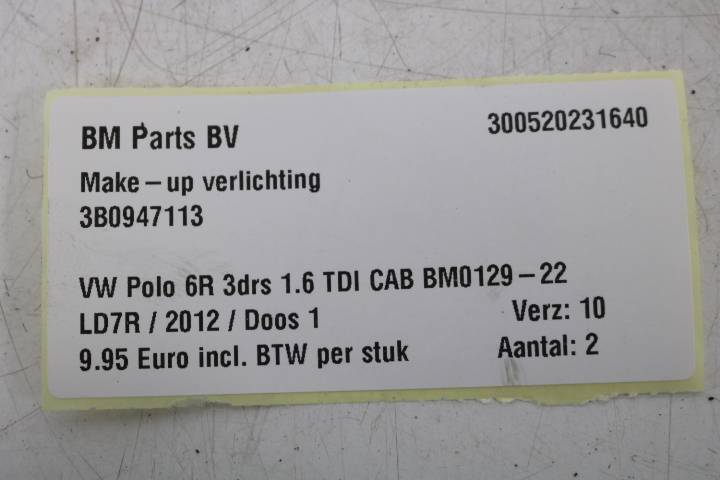 BM Parts BV 300520231640
Make-up verlichting
3B0947113
VW Polo 6R 3drs 1.6 TDI CAB BM0129-22
LD7R / 2012 / Doos 1 Verz: 10
9.95 Euro incl. BTW per stuk Aantal: 2